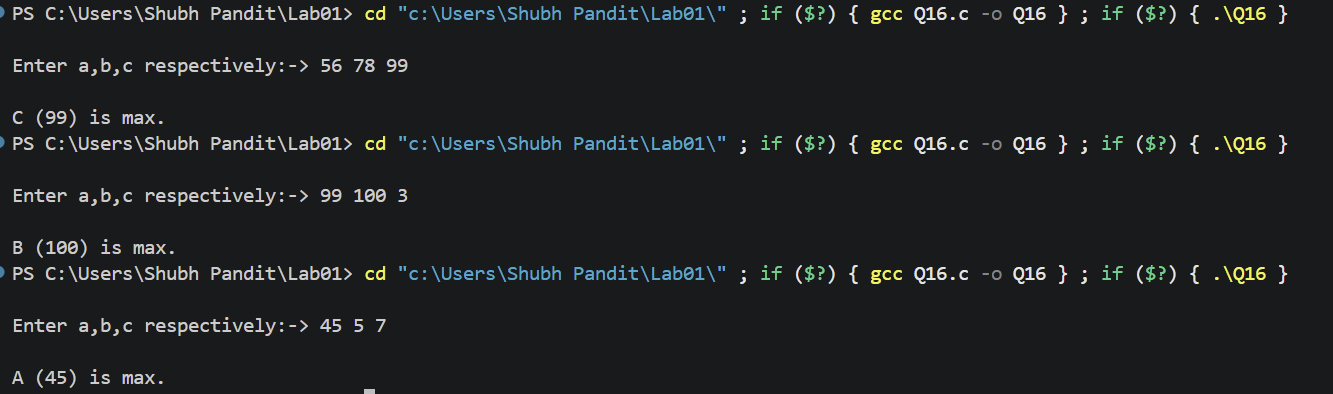 PS C:\Users\Shubh Pandit\Lab01> cd "c:\Users\Shubh Pandit\Lab01\" ; if ($?) { gcc Q16.c -o Q16 } ; if ($?) { .\Q16 }
Enter a,b,c respectively:-> 56 78 99
C (99) is max.
PS C:\Users\Shubh Pandit\Lab01> cd "c:\Users\Shubh Pandit\Lab01\" ; if ($?) { gcc Q16.c -o Q16 } ; if ($?) { .\Q16 }
Enter a,b,c respectively:-> 99 100 3
B (100) is max.
PS C:\Users\Shubh Pandit\Lab01> cd "c:\Users\Shubh Pandit\Lab01\" ; if ($?) { gcc Q16.c -o Q16 } ; if ($?) { .\Q16 }
Enter a,b,c respectively:-> 45 5 7
A (45) is max.